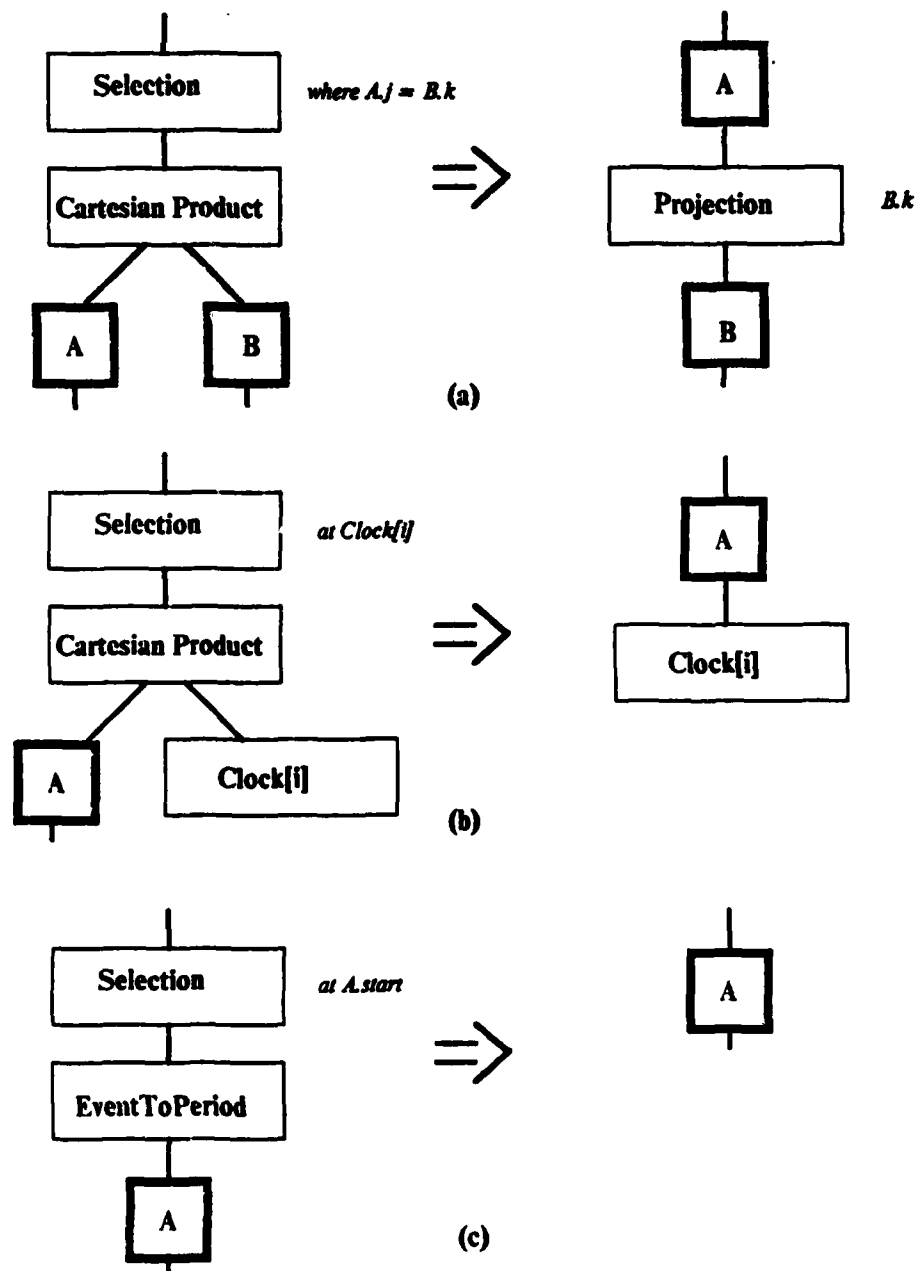 Selection
where A.j = B.k
A
Cartesian Product
Projection
B.k
A
B
B
(a)
Selection
at Clock[i]
A
Cartesian Product
Clock[i]
A
Clock[i]
(b)
Selection
at A.start
A
EventToPeriod
A
(c)